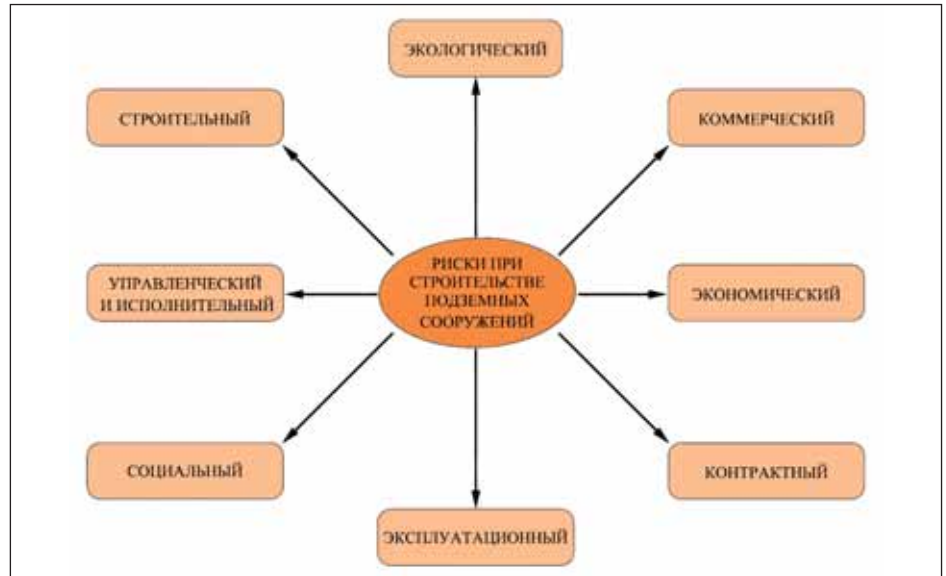 ЭКОЛОГИЧЕСКИЙ
СТРОИТЕЛЬНЫЙ
КОММЕРЧЕСКИЙ
РИСКИ ПРИ
СТРОИТЕЛЬСТВЕ
ПОДЗЕМНЫХ
СООРУЖЕНИЙ
УПРАВЛЕНЧЕСКИЙ
И ИСПОЛНИТЕЛЬНЫЙ
ЭКОНОМИЧЕСКИЙ
СОЦИАЛЬНЫЙ
КОНТРАКТНЫЙ
ЭКСПЛУАТАЦИОННЫЙ